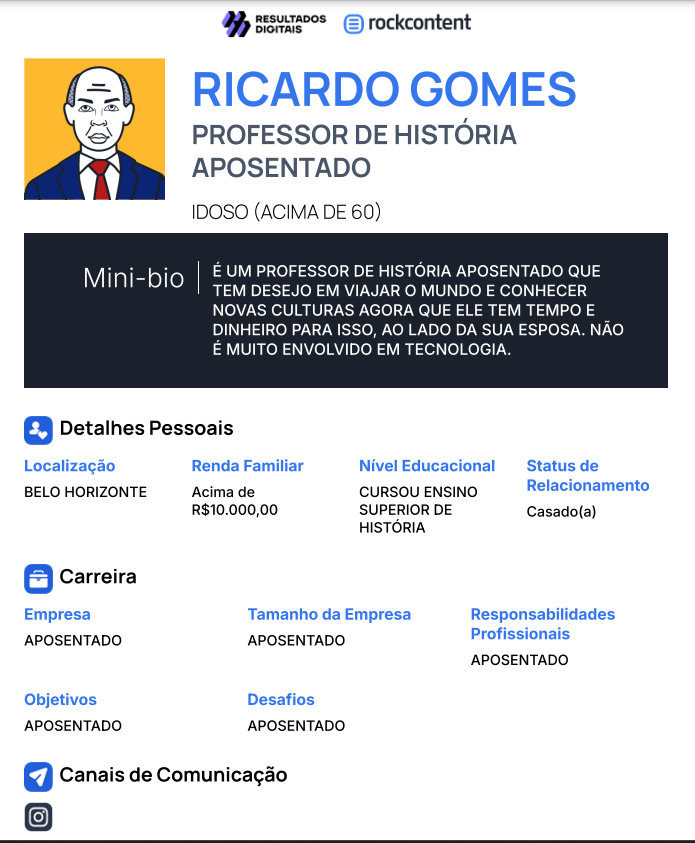 RESULTADOS
DIGITAIS
rockcontent
RICARDO GOMES
PROFESSOR DE HISTÓRIA
APOSENTADO
IDOSO (ACIMA DE 60)
Mini-bio
É UM PROFESSOR DE HISTÓRIA APOSENTADO QUE
TEM DESEJO EM VIAJAR O MUNDO E CONHECER
NOVAS CULTURAS AGORA QUE ELE TEM TEMPO E
DINHEIRO PARA ISSO, AO LADO DA SUA ESPOSA. NÃO
É MUITO ENVOLVIDO EM TECNOLOGIA.
Detalhes Pessoais
Localização
BELO HORIZONTE
Renda Familiar
Acima de
R$10.000,00
Nível Educacional
CURSOU ENSINO
SUPERIOR DE
HISTÓRIA
Status de
Relacionamento
Casado(a)
Carreira
Empresa
APOSENTADO
Tamanho da Empresa
APOSENTADO
Responsabilidades
Profissionais
APOSENTADO
Objetivos
APOSENTADO
Desafios
APOSENTADO
Canais de Comunicação